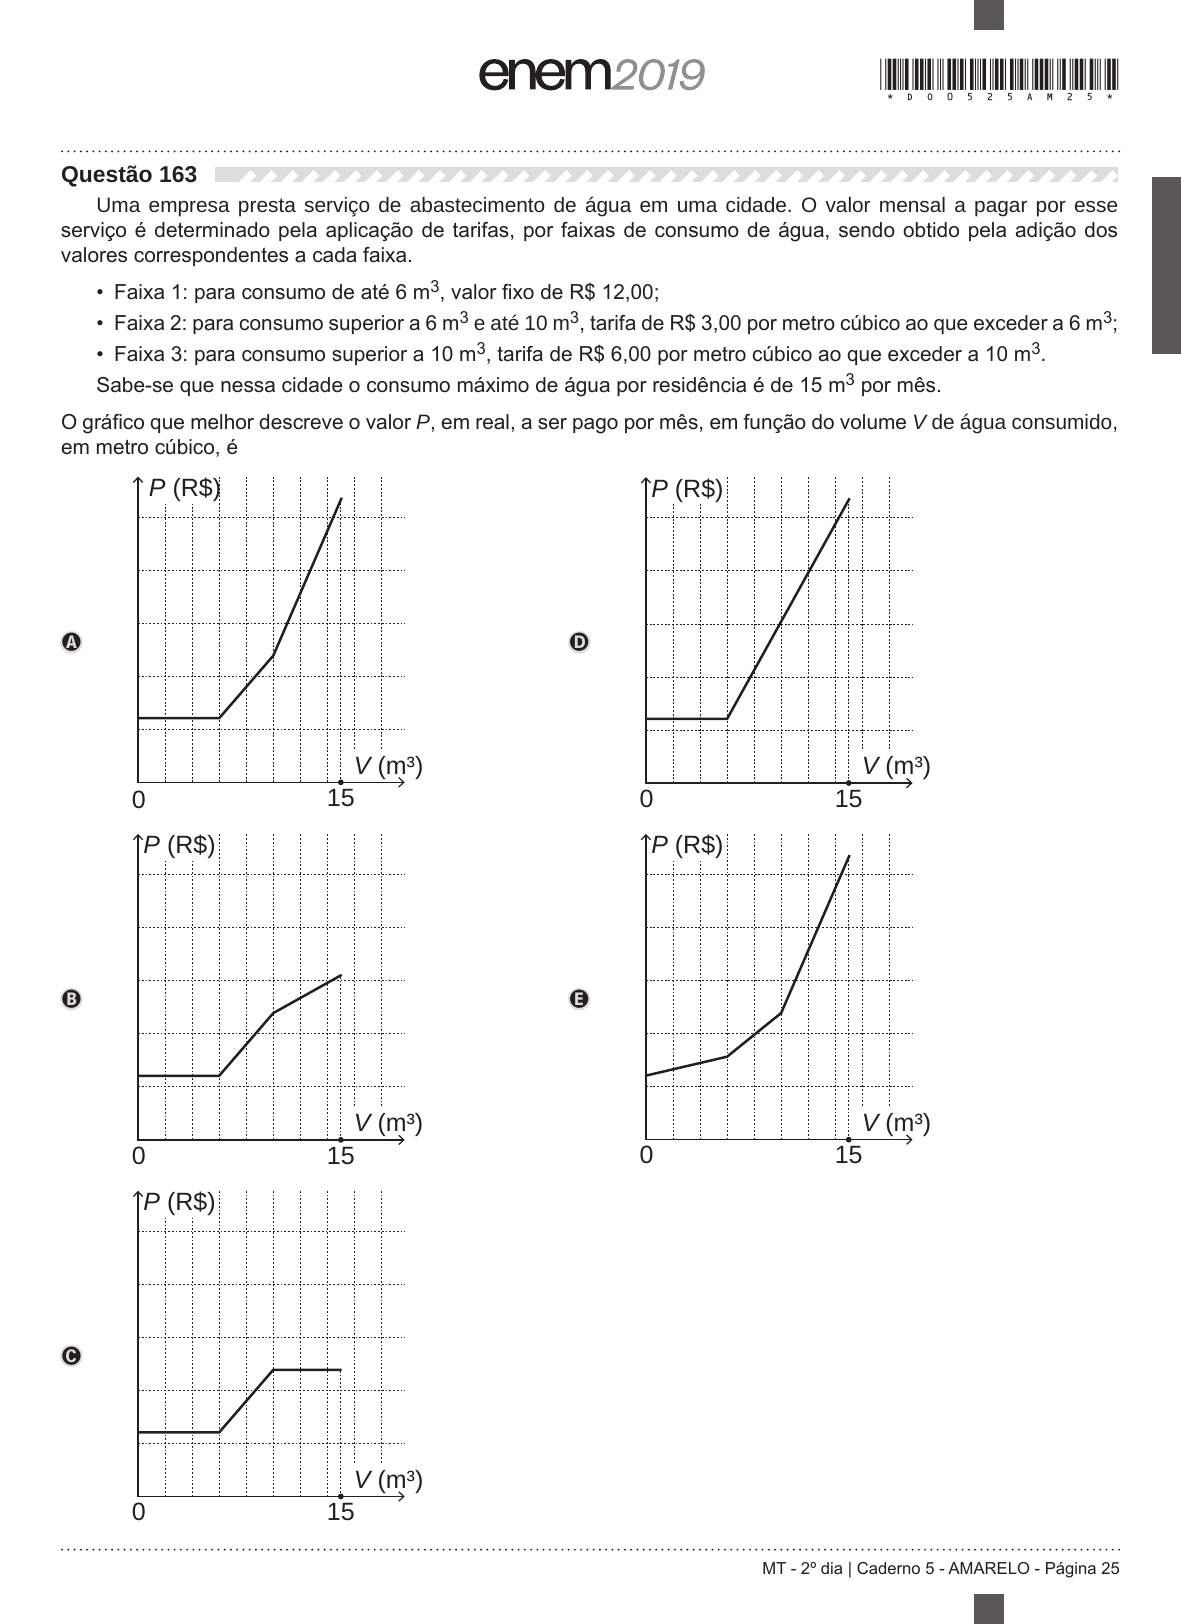 enem2019
* D O 0 5 2 5 A M 2 5 *
Questão 163
Uma empresa presta serviço de abastecimento de água em uma cidade. O valor mensal a pagar por esse
serviço é determinado pela aplicação de tarifas, por faixas de consumo de água, sendo obtido pela adição dos
valores correspondentes a cada faixa.
• Faixa 1: para consumo de até 6 m³, valor fixo de R$ 12,00;
• Faixa 2: para consumo superior a 6 m³ e até 10 m³, tarifa de R$ 3,00 por metro cúbico ao que exceder a 6 m³;
• Faixa 3: para consumo superior a 10 m³, tarifa de R$ 6,00 por metro cúbico ao que exceder a 10 m³.
Sabe-se que nessa cidade o consumo máximo de água por residência é de 15 m³ por mês.
O gráfico que melhor descreve o valor P, em real, a ser pago por mês, em função do volume V de água consumido,
em metro cúbico, é
P (R$)
A
V (m³)
0 15
P (R$)
B
V (m³)
0 15
P (R$)
C
V (m³)
0 15
P (R$)
D
V (m³)
0 15
P (R$)
E
V (m³)
0 15
MT - 2º dia | Caderno 5 - AMARELO - Página 25